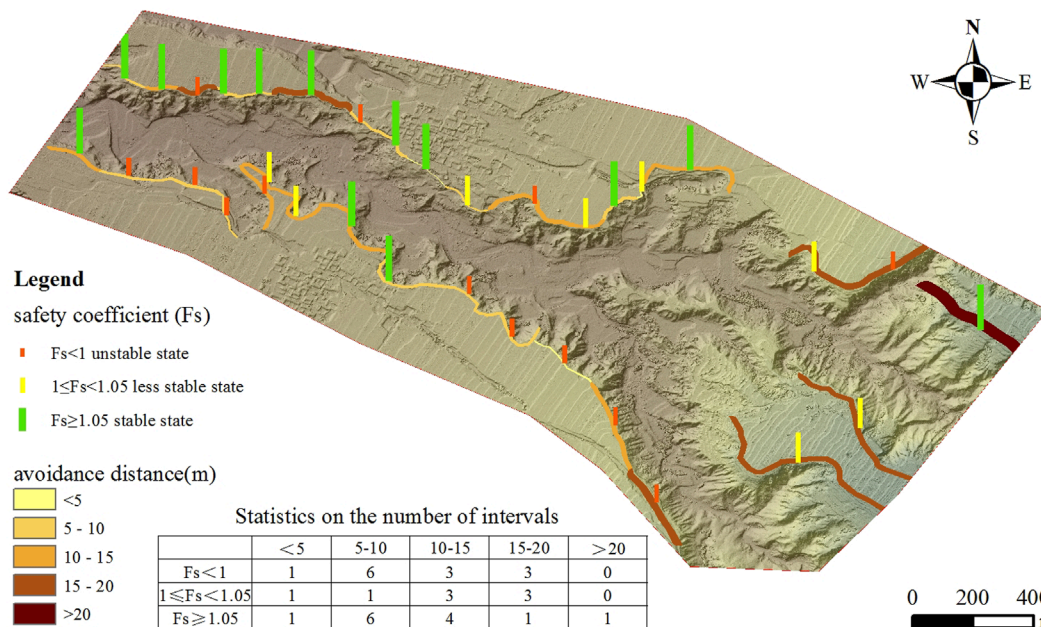 N
W E
S
Legend
safety coefficient (Fs)
Fs<1 unstable state
1≤Fs<1.05 less stable state
Fs≥1.05 stable state
avoidance distance(m)
<5
5 - 10
10 - 15
15 - 20
>20
Statistics on the number of intervals
<5 5-10 10-15 15-20 >20
Fs<1 1 6 3 3 0
1≤Fs<1.05 1 1 3 3 0
Fs≥1.05 1 6 4 1 1
0 200 400